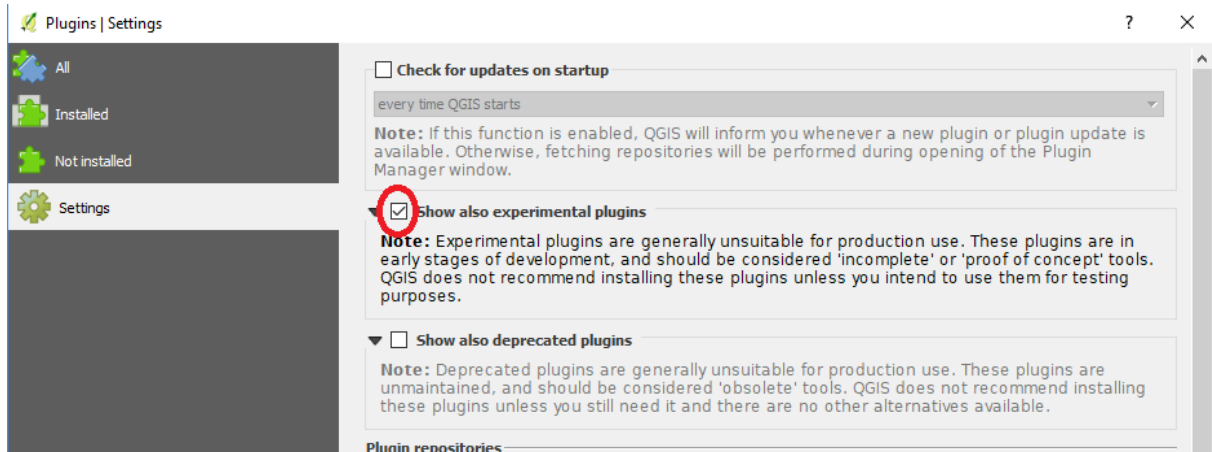 Plugins | Settings
?
All
Installed
Not installed
Settings
Check for updates on startup
every time QGIS starts
Note: If this function is enabled, QGIS will inform you whenever a new plugin or plugin update is
available. Otherwise, fetching repositories will be performed during opening of the Plugin
Manager window.
Show also experimental plugins
Note: Experimental plugins are generally unsuitable for production use. These plugins are in
early stages of development, and should be considered 'incomplete' or 'proof of concept' tools.
QGIS does not recommend installing these plugins unless you intend to use them for testing
purposes.
Show also deprecated plugins
Note: Deprecated plugins are generally unsuitable for production use. These plugins are
unmaintained, and should be considered 'obsolete' tools. QGIS does not recommend installing
these plugins unless you still need it and there are no other alternatives available.
Plugin repositories